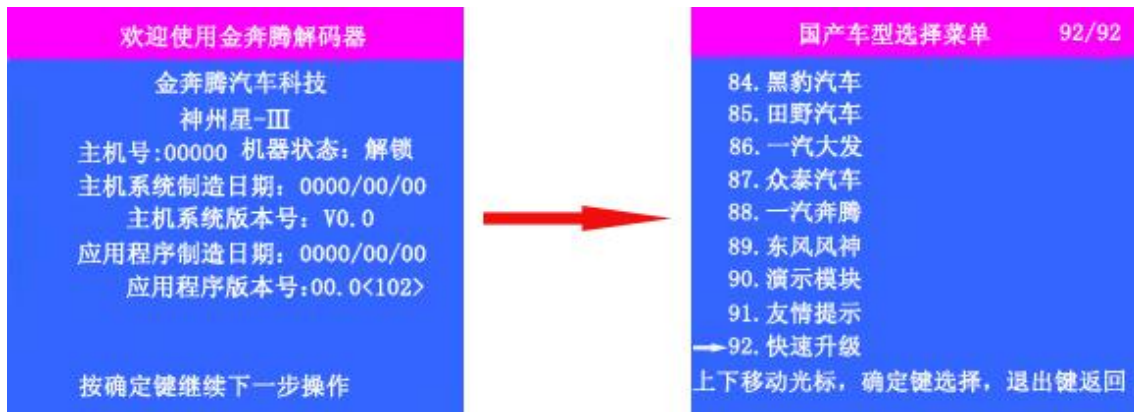 欢迎使用金奔腾解码器
金奔腾汽车科技
神州星-Ⅲ
主机号:00000 机器状态：解锁
主机系统制造日期：0000/00/00
主机系统版本号：V0.0
应用程序制造日期：0000/00/00
应用程序版本号:00.0<102>
按确定键继续下一步操作
国产车型选择菜单 92/92
84.黑豹汽车
85.田野汽车
86.一汽大发
87.众泰汽车
88.一汽奔腾
89.东风风神
90.演示模块
91.友情提示
92.快速升级
上下移动光标，确定键选择，退出键返回